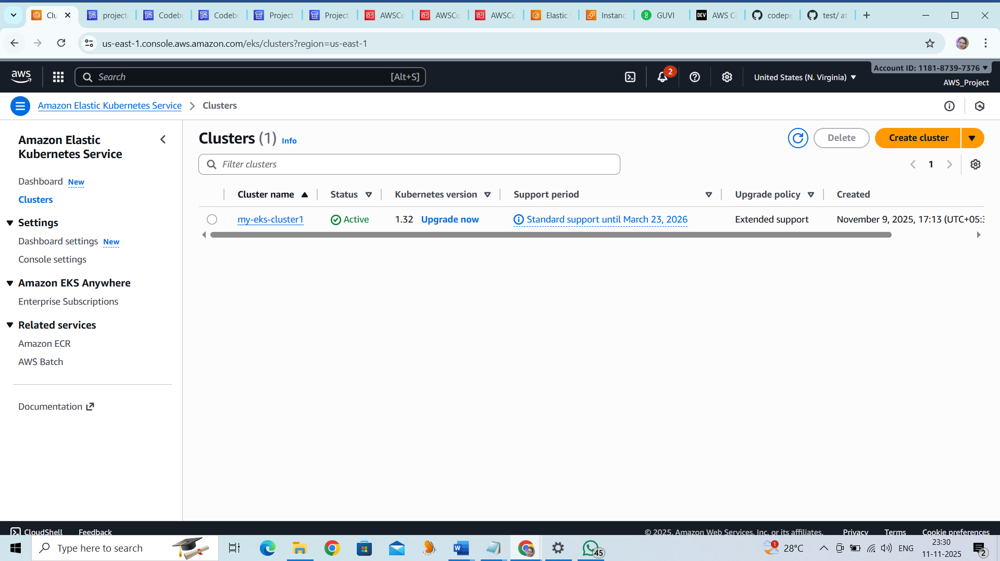 Clu
project
Codebu
Codebu
Project
Project
AWSCo
AWSCo
AWSCo
Elastic
Instanc
GUVI
DEV
AWS Co
codepip
test/ at
us-east-1.console.aws.amazon.com/eks/clusters?region=us-east-1
aws
Search
[Alt+S]
2
United States (N. Virginia)
Account ID: 1181-8739-7376
AWS_Project
Amazon Elastic Kubernetes Service
Clusters
Amazon Elastic
Kubernetes Service
Dashboard New
Clusters
Settings
Dashboard settings New
Console settings
Amazon EKS Anywhere
Enterprise Subscriptions
Related services
Amazon ECR
AWS Batch
Documentation
Clusters (1) Info
Delete
Create cluster
Filter clusters
1
Cluster name Status Kubernetes version Support period Upgrade policy Created
my-eks-cluster1 Active 1.32 Upgrade now Standard support until March 23, 2026 Extended support November 9, 2025, 17:13 (UTC+05:3
CloudShell Feedback © 2025, Amazon Web Services, Inc. or its affiliates. Privacy Terms Cookie preferences
Type here to search
45
1
28°C
ENG
23:30
11-11-2025
2